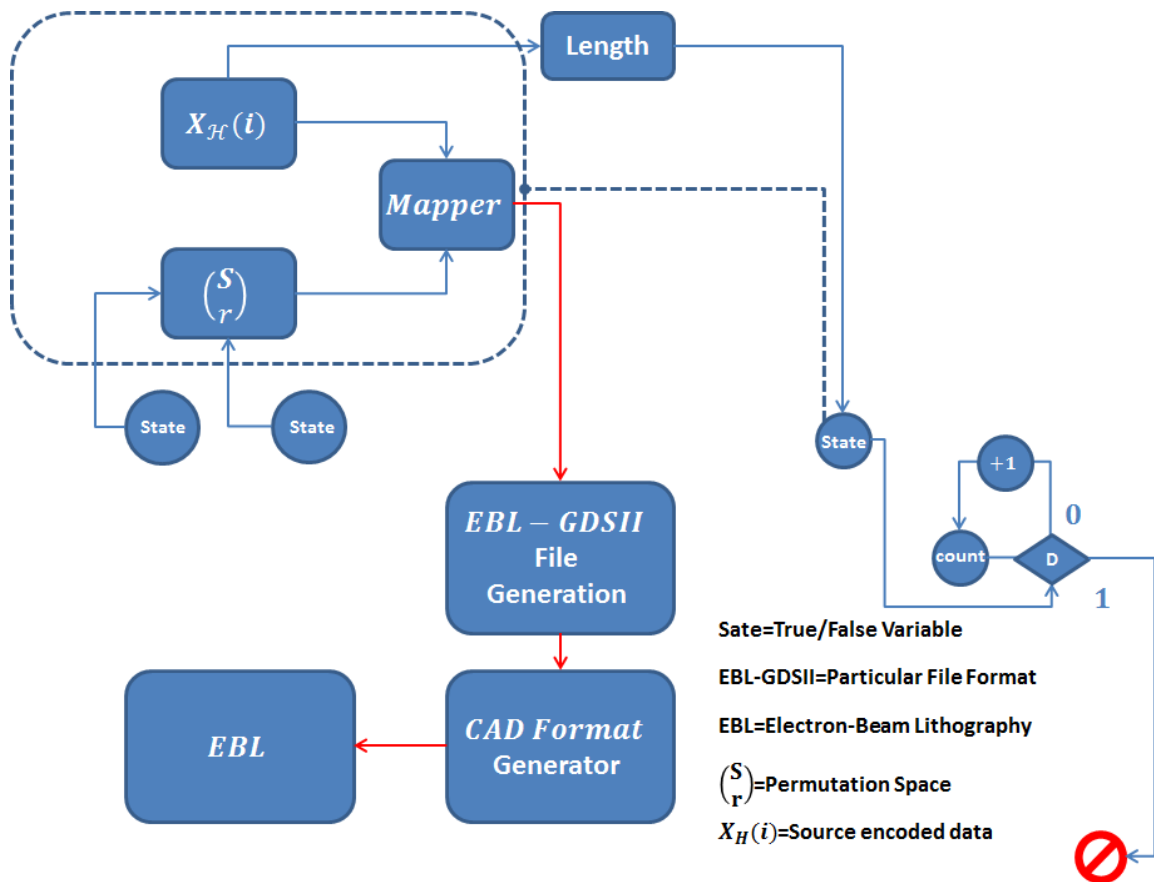 Length
X_ℋ(i)
Mapper
(S
r)
State
State
State
+1
0
count
D
1
EBL − GDSII
File
Generation
Sate=True/False Variable
EBL-GDSII=Particular File Format
EBL=Electron-Beam Lithography
(S
r)=Permutation Space
X_H(i)=Source encoded data
CAD Format
Generator
EBL